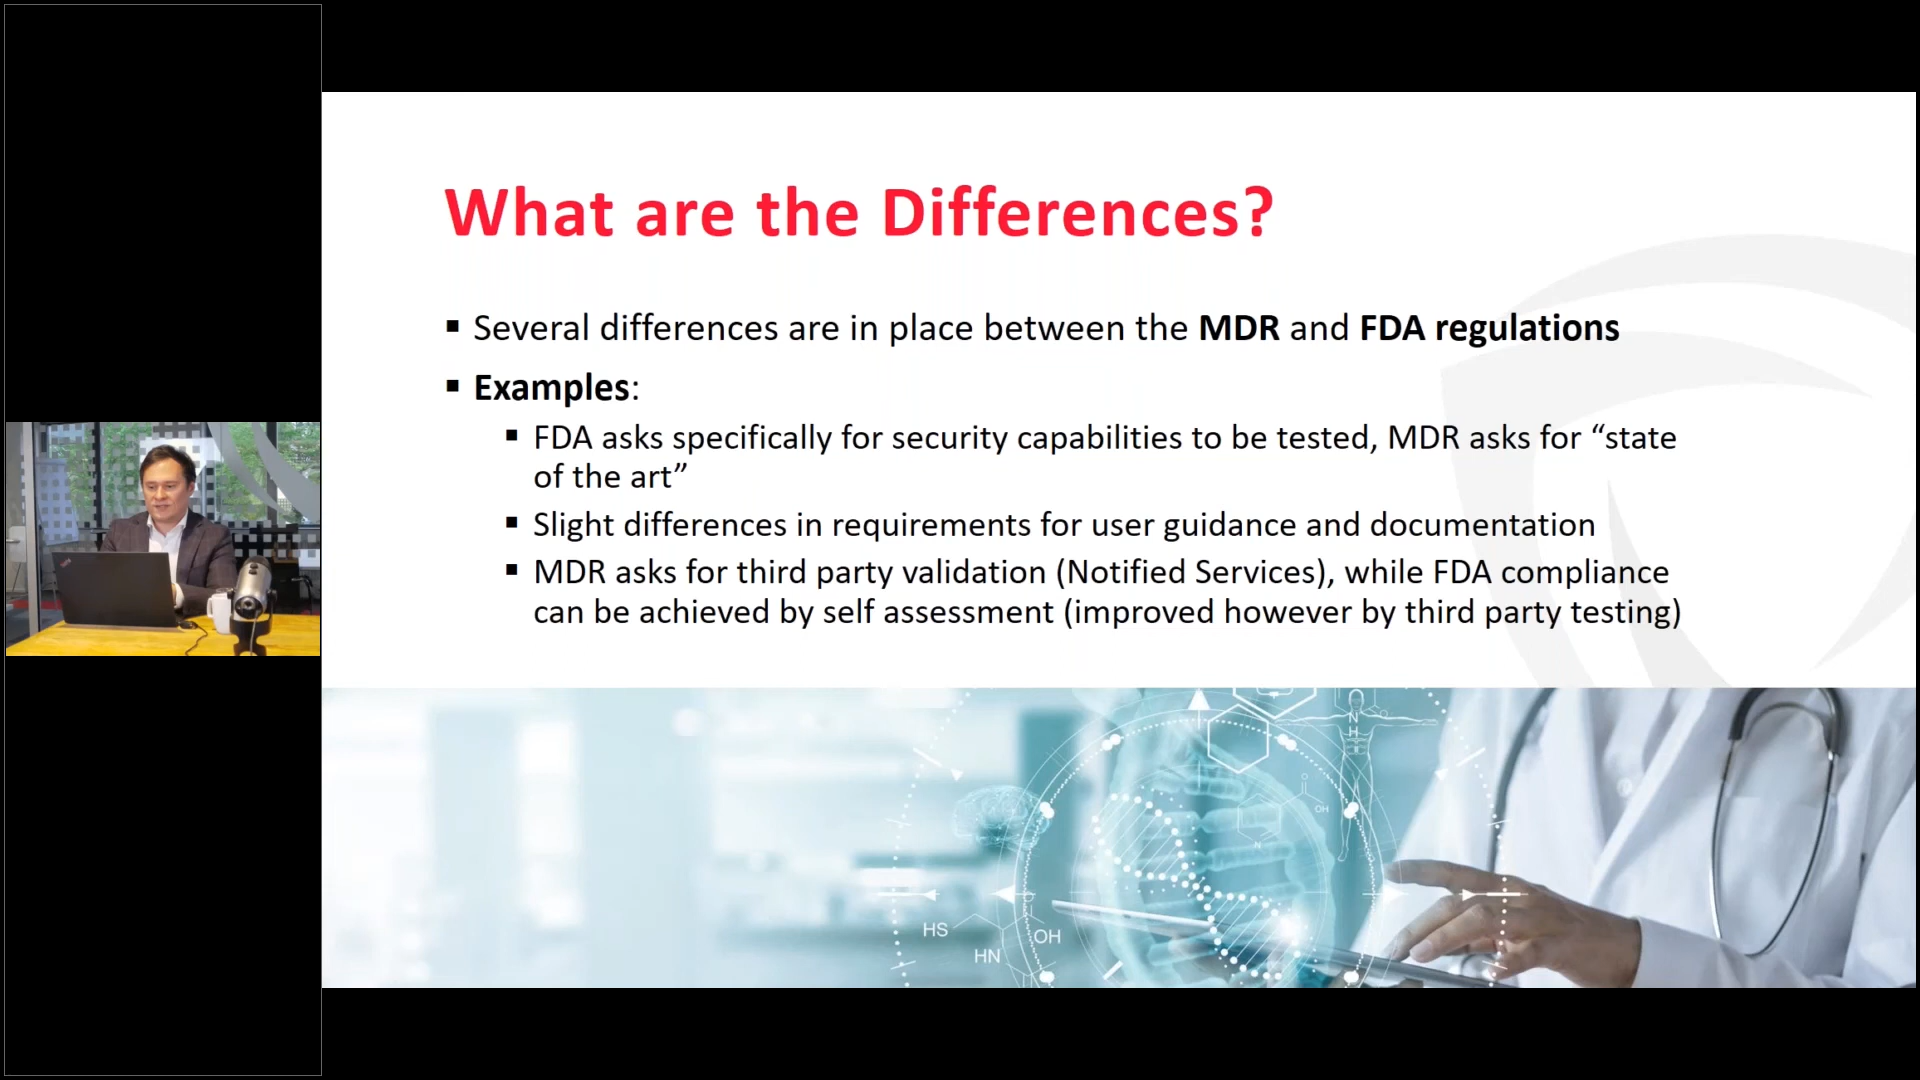 What are the Differences?
▪ Several differences are in place between the MDR and FDA regulations
▪ Examples:
▪ FDA asks specifically for security capabilities to be tested, MDR asks for “state
of the art”
▪ Slight differences in requirements for user guidance and documentation
▪ MDR asks for third party validation (Notified Services), while FDA compliance
can be achieved by self assessment (improved however by third party testing)
N
H
O
OH
N
HS
OH
HN